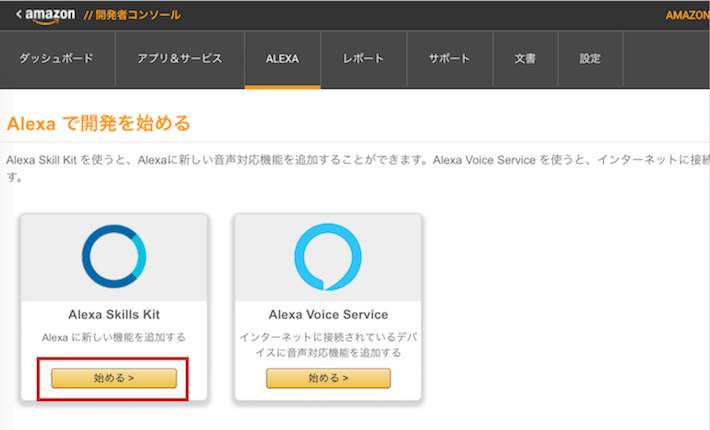 < amazon // 開発者コンソール AMAZON
ダッシュボード アプリ＆サービス ALEXA レポート サポート 文書 設定
Alexa で開発を始める
Alexa Skill Kit を使うと、Alexaに新しい音声対応機能を追加することができます。Alexa Voice Service を使うと、インターネットに接続
す。
Alexa Skills Kit
Alexa に新しい機能を追加する
始める >
Alexa Voice Service
インターネットに接続されているデバ
イスに音声対応機能を追加する
始める >